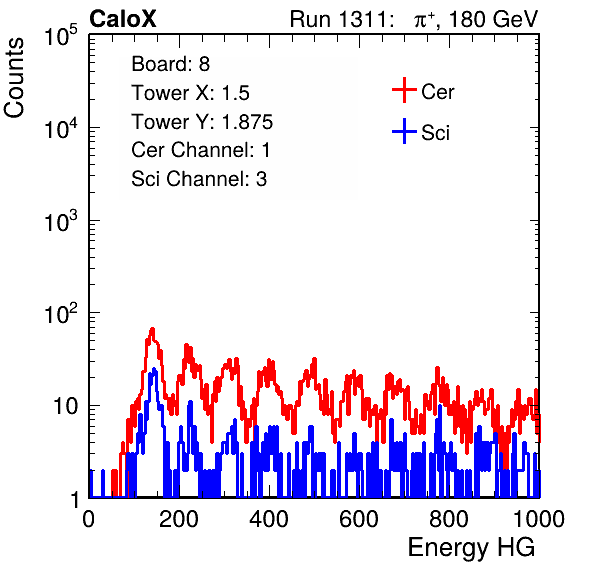 CaloX Run 1311: π⁺, 180 GeV
Counts
Board: 8
Tower X: 1.5
Tower Y: 1.875
Cer Channel: 1
Sci Channel: 3
Cer
Sci
10⁵
10⁴
10³
10²
10
1
0 200 400 600 800 1000
Energy HG